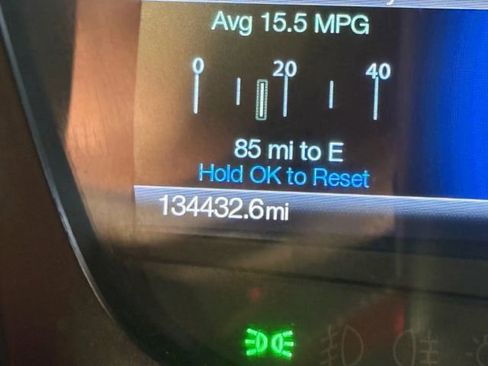 Avg 15.5 MPG
0 20 40
85 mi to E
Hold OK to Reset
134432.6mi